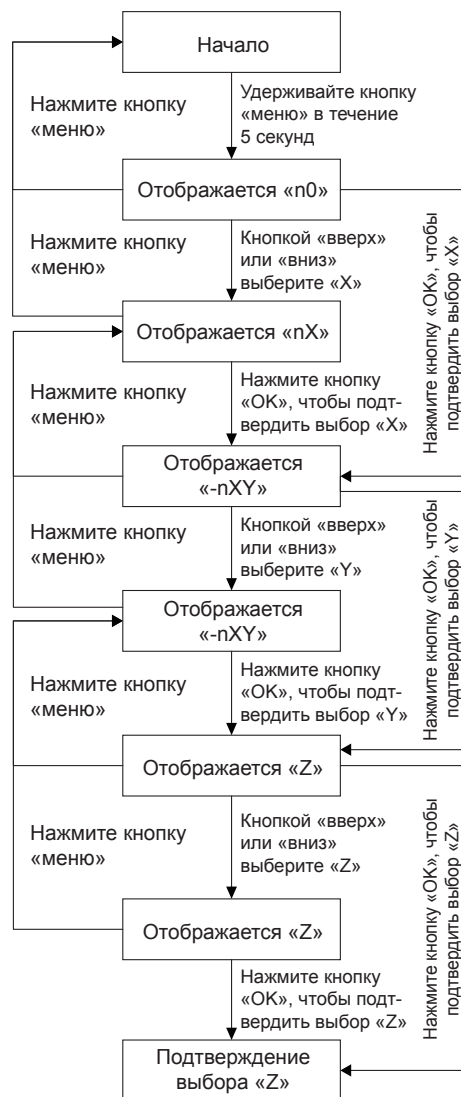 Начало
Нажмите кнопку
«меню»
Удерживайте кнопку
«меню» в течение
5 секунд
Отображается «n0»
Нажмите кнопку
«меню»
Кнопкой «вверх»
или «вниз»
выберите «X»
Нажмите кнопку «OK», чтобы
подтвердить выбор «X»
Отображается «nX»
Нажмите кнопку
«меню»
Нажмите кнопку
«OK», чтобы подт-
вердить выбор «X»
Отображается
«-nXY»
Нажмите кнопку
«меню»
Кнопкой «вверх»
или «вниз»
выберите «Y»
Нажмите кнопку «OK», чтобы
подтвердить выбор «Y»
Отображается
«-nXY»
Нажмите кнопку
«меню»
Нажмите кнопку
«OK», чтобы подт-
вердить выбор «Y»
Отображается «Z»
Нажмите кнопку
«меню»
Кнопкой «вверх»
или «вниз»
выберите «Z»
Нажмите кнопку «OK», чтобы
подтвердить выбор «Z»
Отображается «Z»
Нажмите кнопку
«OK», чтобы подт-
вердить выбор «Z»
Подтверждение
выбора «Z»